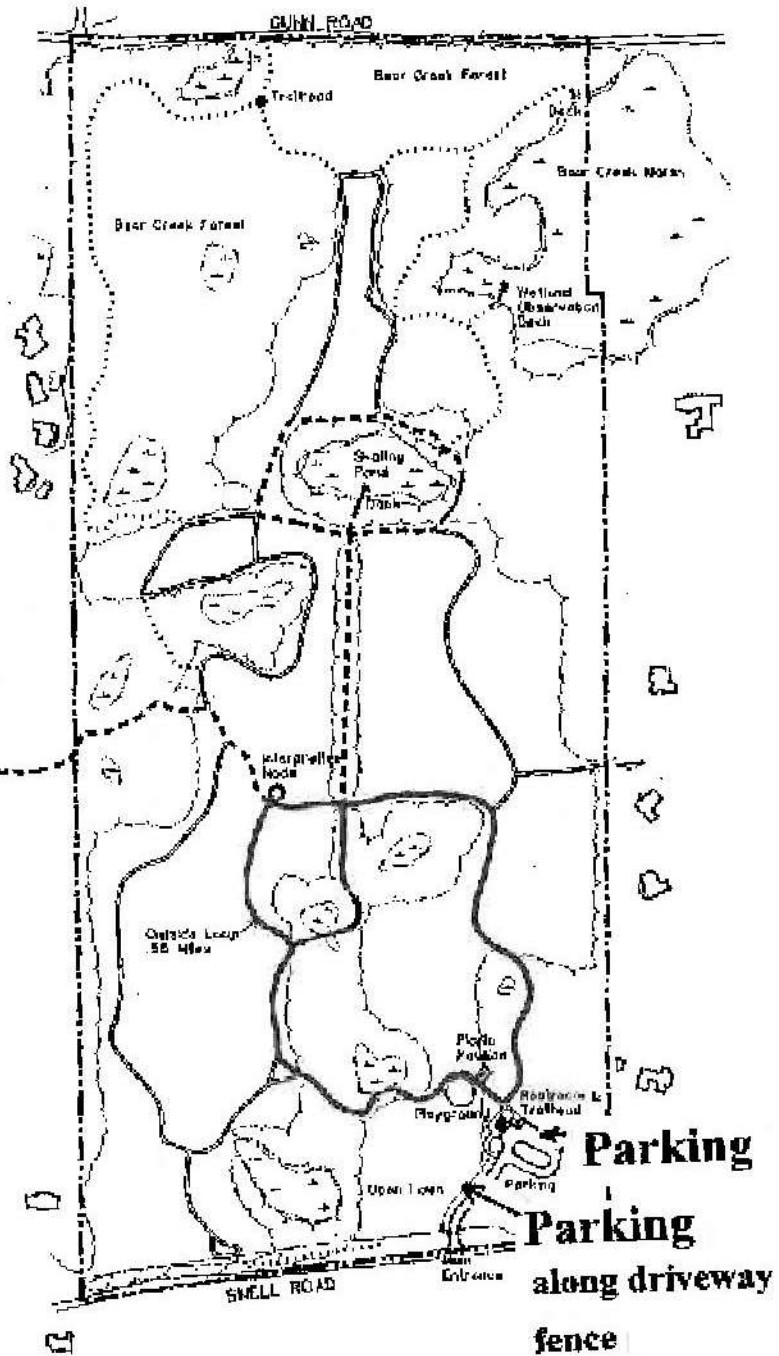 GUNN ROAD
Bear Creek Forest
Trailhead
Deck
Bear Creek Marsh
Bear Creek Forest
Wetland
Observation
Deck
Skating
Pond
Dock
Interpretive
Node
Outside Loop
.95 Miles
Picnic
Pavilion
Restrooms &
Trailhead
Playground
Parking
Open Lawn
Parking
Parking
along driveway
fence
Main
Entrance
SNELL ROAD